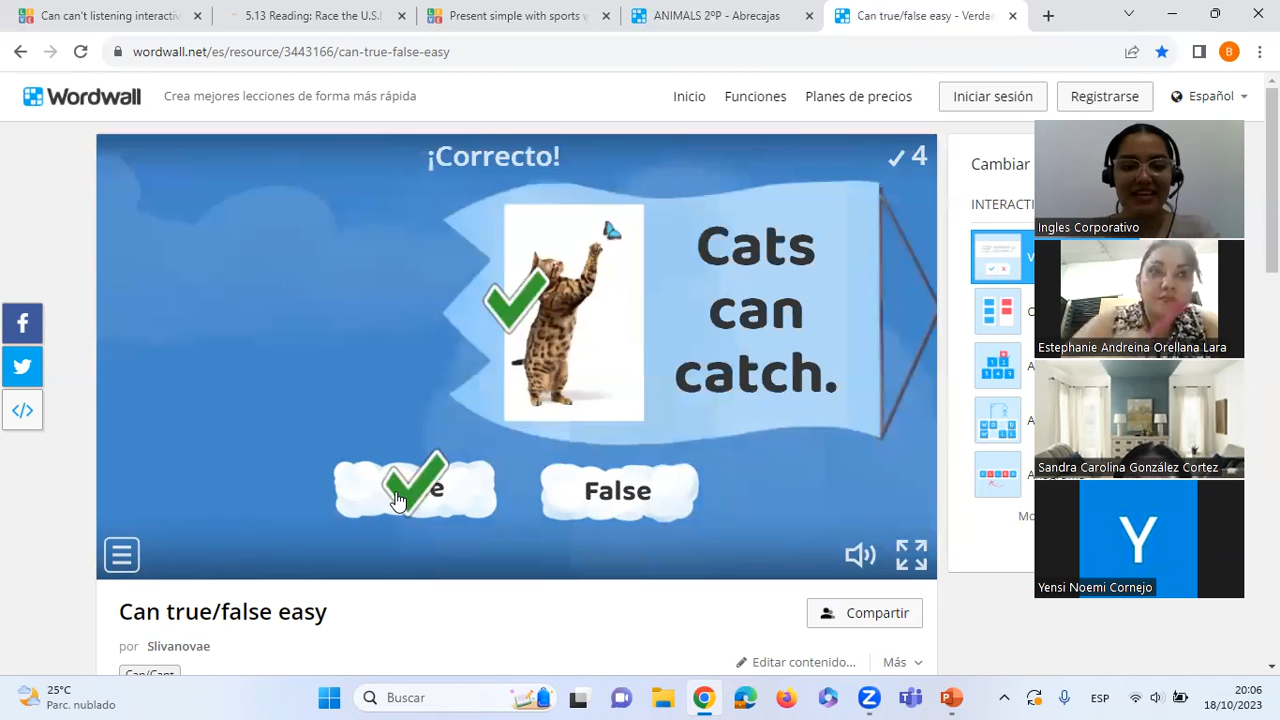 Can can't listening interactiv
5.13 Reading: Race the U.S.!
Present simple with sports v
ANIMALS 2ºP - Abrecajas
Can true/false easy - Verda
wordwall.net/es/resource/3443166/can-true-false-easy
B
Wordwall
Crea mejores lecciones de forma más rápida
Inicio
Funciones
Planes de precios
Iniciar sesión
Registrarse
Español
¡Correcto!
4
Cambiar
INTERACTI
Cats
can
catch.
False
Ingles Corporativo
Estephanie Andreina Orellana Lara
Sandra Carolina González Cortez
Y
Yensi Noemi Cornejo
Can true/false easy
Compartir
por Slivanovae
Editar contenido...
Más
Can/Cant
25°C
Parc. nublado
Buscar
ESP
20:06
18/10/2023